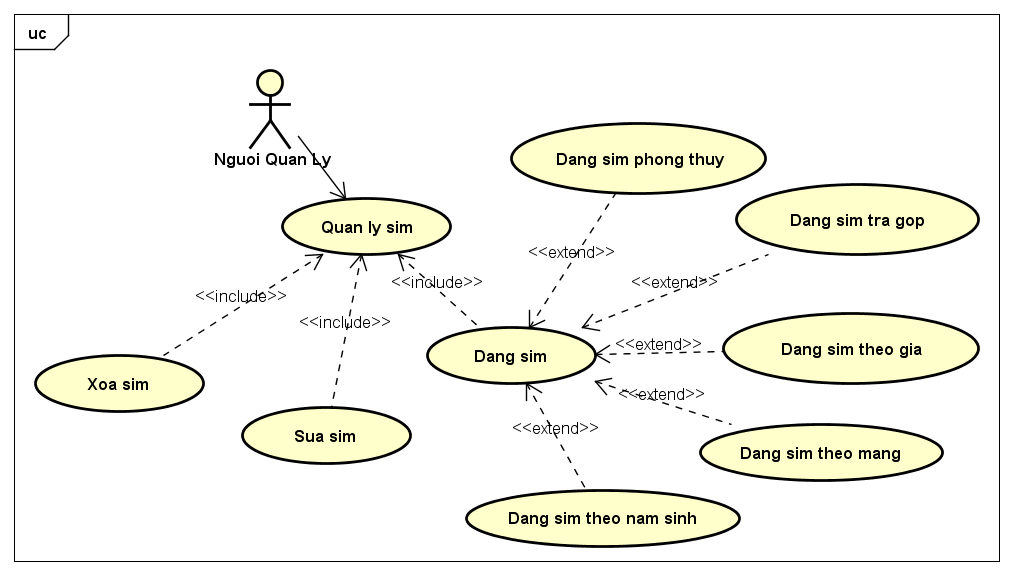 uc
Nguoi Quan Ly
Dang sim phong thuy
Quan ly sim
Dang sim tra gop
<<extend>>
<<extend>>
<<include>>
<<include>>
<<include>>
<<extend>>
Dang sim theo gia
Dang sim
Xoa sim
<<extend>>
<<extend>>
Sua sim
Dang sim theo mang
Dang sim theo nam sinh